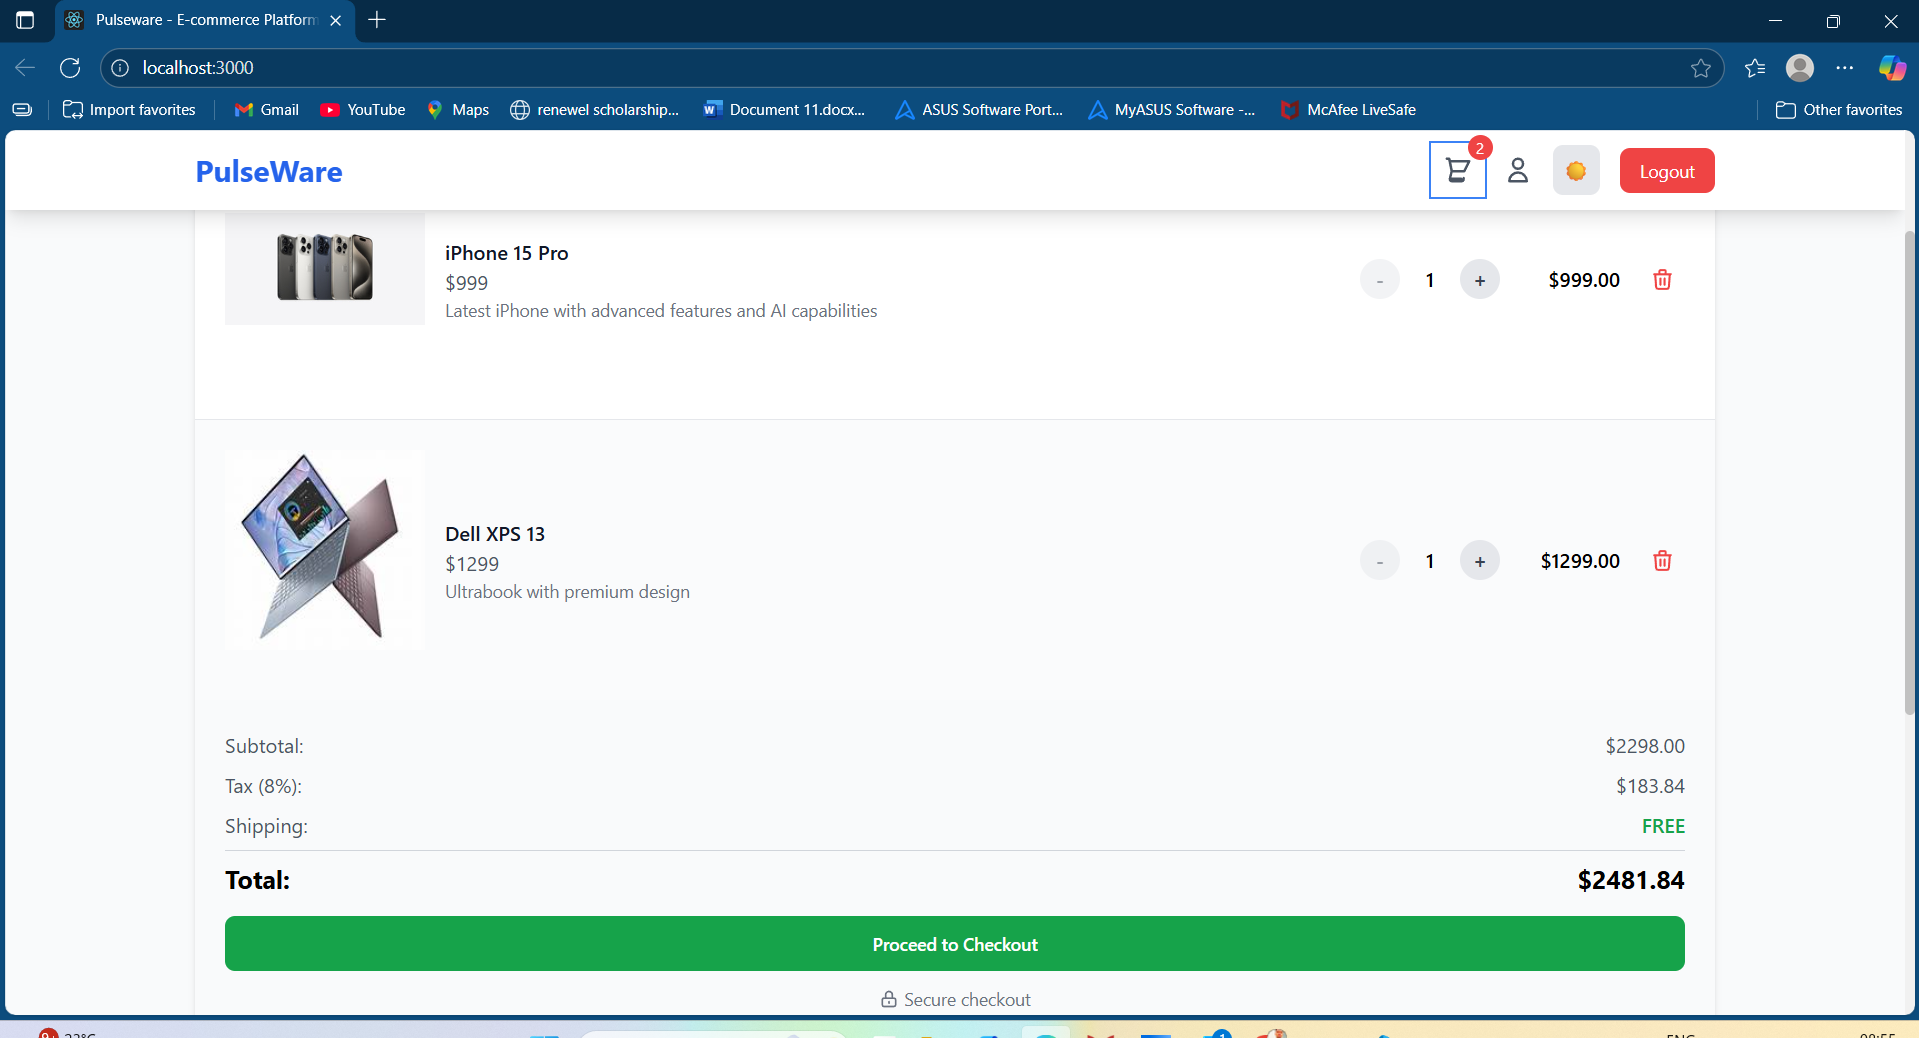 Pulseware - E-commerce Platform
localhost:3000
Import favorites
Gmail
YouTube
Maps
renewel scholarship...
Document 11.docx...
ASUS Software Port...
MyASUS Software -...
McAfee LiveSafe
Other favorites
PulseWare
2
Logout
iPhone 15 Pro
$999
Latest iPhone with advanced features and AI capabilities
- 1 + $999.00
Dell XPS 13
$1299
Ultrabook with premium design
- 1 + $1299.00
Subtotal: $2298.00
Tax (8%): $183.84
Shipping: FREE
Total: $2481.84
Proceed to Checkout
Secure checkout